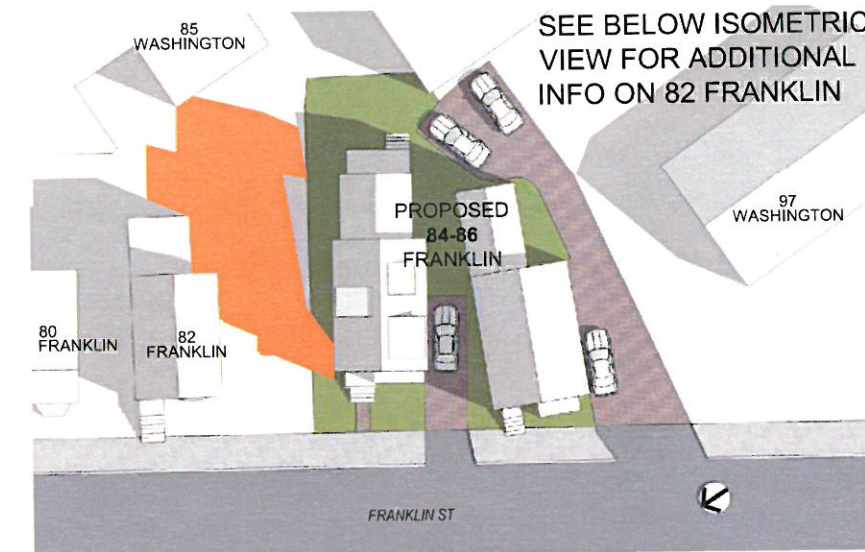 85
WASHINGTON
SEE BELOW ISOMETRIC
VIEW FOR ADDITIONAL
INFO ON 82 FRANKLIN
97
WASHINGTON
PROPOSED
84-86
FRANKLIN
80
FRANKLIN
82
FRANKLIN
FRANKLIN ST